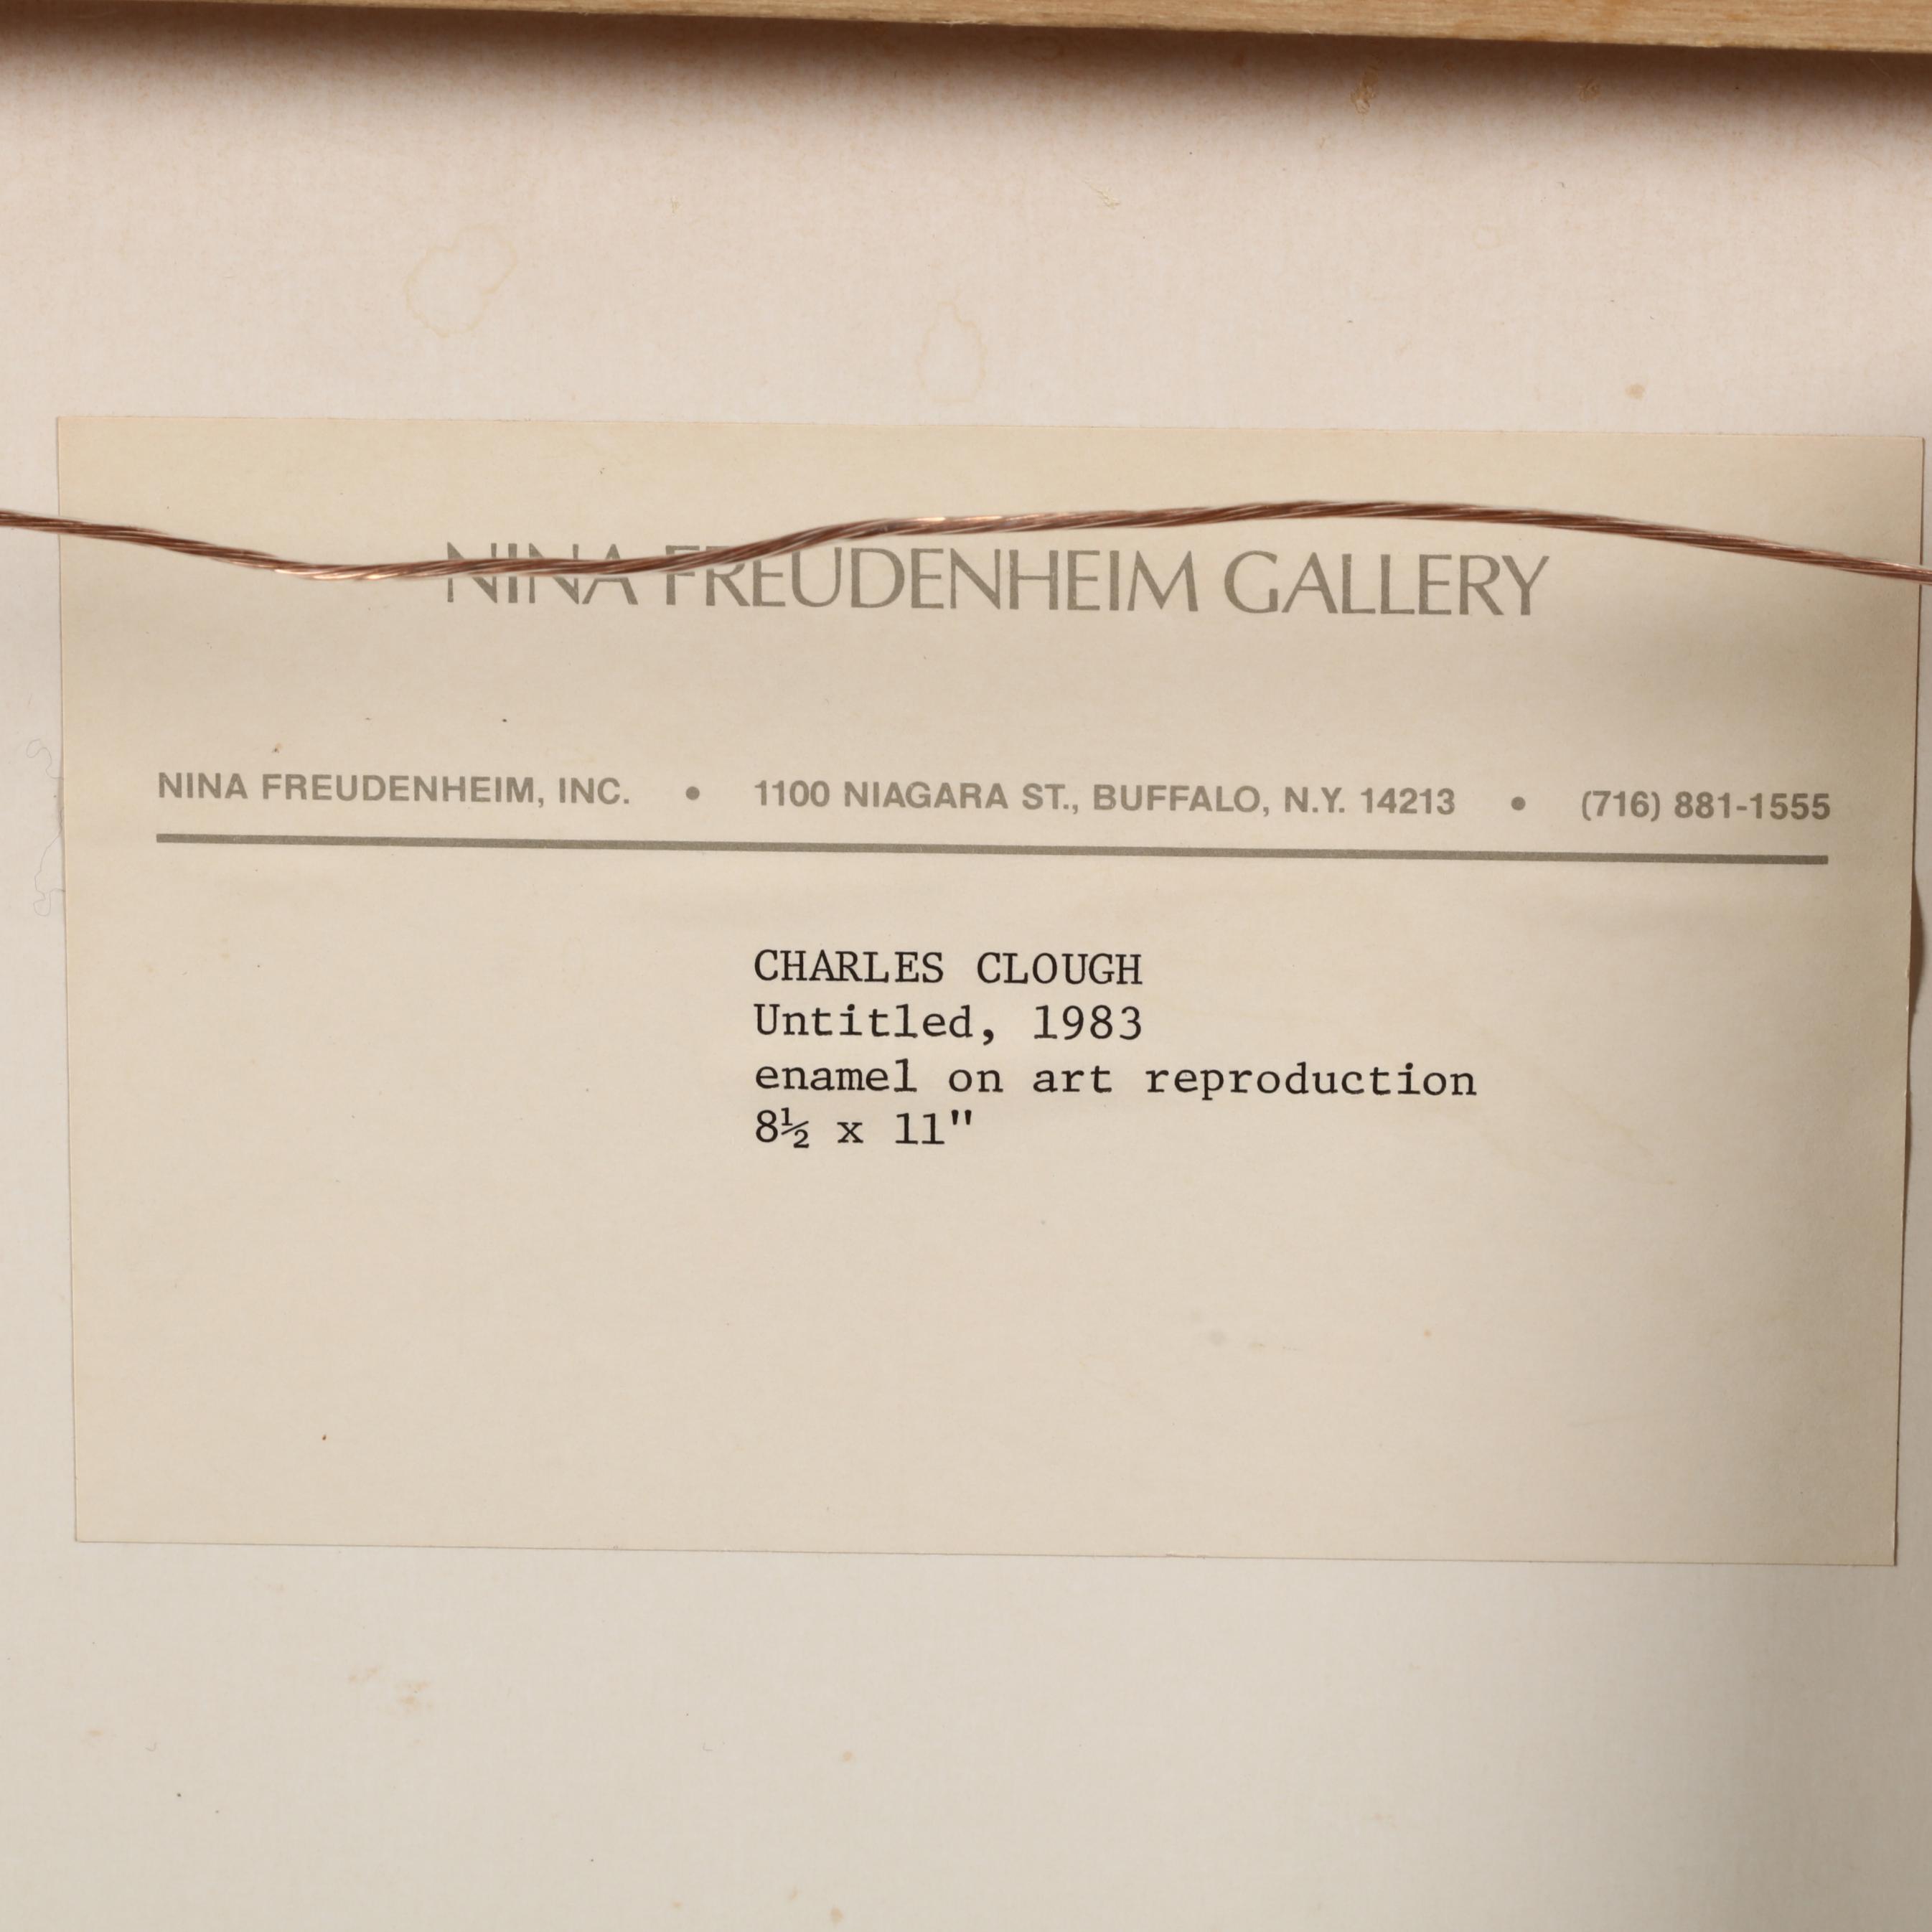 NINA FREUDENHEIM GALLERY
NINA FREUDENHEIM, INC. • 1100 NIAGARA ST., BUFFALO, N.Y. 14213 • (716) 881-1555
CHARLES CLOUGH
Untitled, 1983
enamel on art reproduction
8½ x 11"